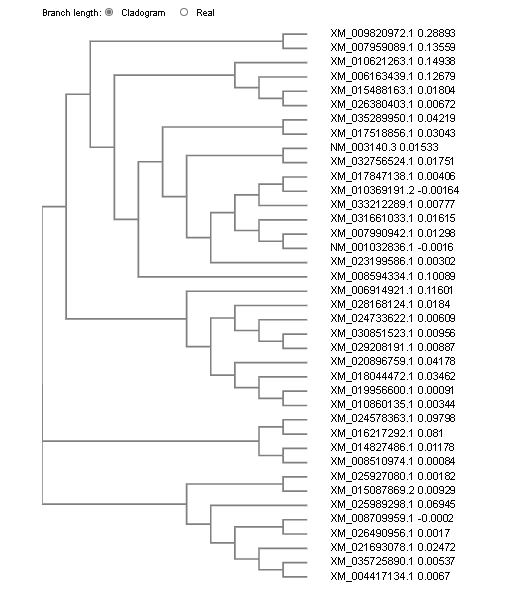 Branch length: Cladogram Real
XM_009820972.1 0.28893
XM_007959089.1 0.13559
XM_010621263.1 0.14938
XM_006163439.1 0.12679
XM_015488163.1 0.01804
XM_026380403.1 0.00672
XM_035289950.1 0.04219
XM_017518856.1 0.03043
NM_003140.3 0.01533
XM_032756524.1 0.01751
XM_017847138.1 0.00406
XM_010369191.2 -0.00164
XM_033212289.1 0.00777
XM_031661033.1 0.01615
XM_007990942.1 0.01298
NM_001032836.1 -0.0016
XM_023199586.1 0.00302
XM_008594334.1 0.10089
XM_006914921.1 0.11601
XM_028168124.1 0.0184
XM_024733622.1 0.00609
XM_030851523.1 0.00956
XM_029208191.1 0.00887
XM_020896759.1 0.04178
XM_018044472.1 0.03462
XM_019956600.1 0.00091
XM_010860135.1 0.00344
XM_024578363.1 0.09798
XM_016217292.1 0.081
XM_014827486.1 0.01178
XM_008510974.1 0.00084
XM_025927080.1 0.00182
XM_015087869.2 0.00929
XM_025989298.1 0.06945
XM_008709959.1 -0.0002
XM_026490956.1 0.0017
XM_021693078.1 0.02472
XM_035725890.1 0.00537
XM_004417134.1 0.0067